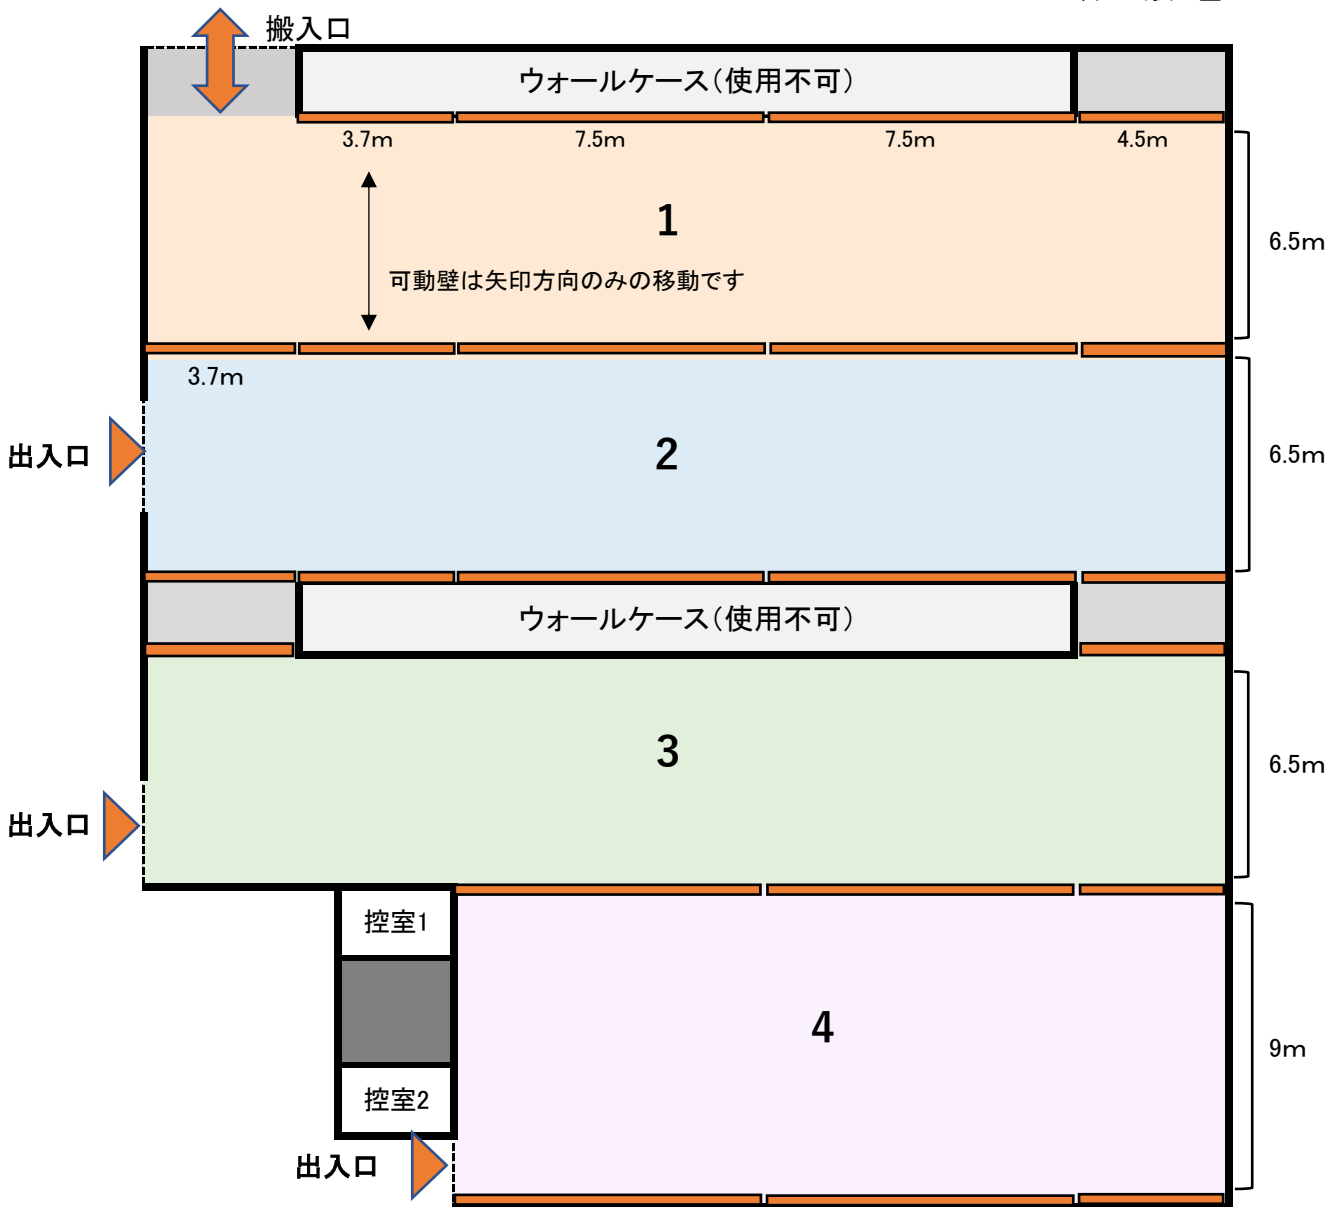 搬入口
ウォールケース(使用不可)
3.7m
7.5m
7.5m
4.5m
1
6.5m
可動壁は矢印方向のみの移動です
3.7m
出入口
2
6.5m
ウォールケース(使用不可)
3
6.5m
出入口
控室1
4
9m
控室2
出入口